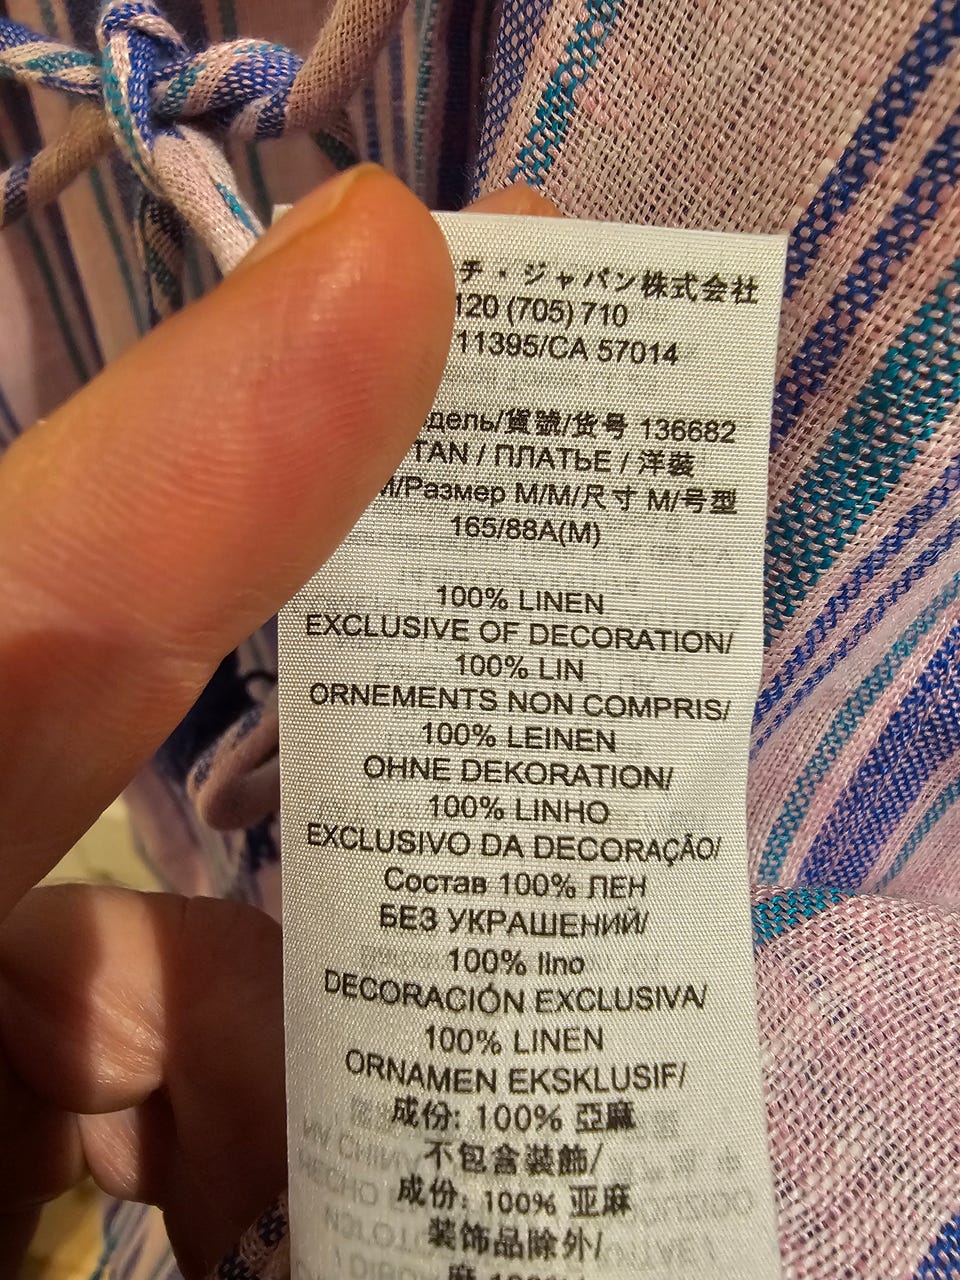 チ・ジャパン株式会社
120 (705) 710
11395/CA 57014
дель/貨號/货号 136682
TAN / ПЛАТЬЕ / 洋裝
M/Размер M/M/尺寸 M/号型
165/88A(M)
100% LINEN
EXCLUSIVE OF DECORATION/
100% LIN
ORNEMENTS NON COMPRIS/
100% LEINEN
OHNE DEKORATION/
100% LINHO
EXCLUSIVO DA DECORAÇÃO/
Состав 100% ЛЕН
БЕЗ УКРАШЕНИЙ/
100% lino
DECORACIÓN EXCLUSIVA/
100% LINEN
ORNAMEN EKSKLUSIF/
成份: 100% 亞麻
不包含裝飾/
成份: 100% 亚麻
装饰品除外/
麻 100%